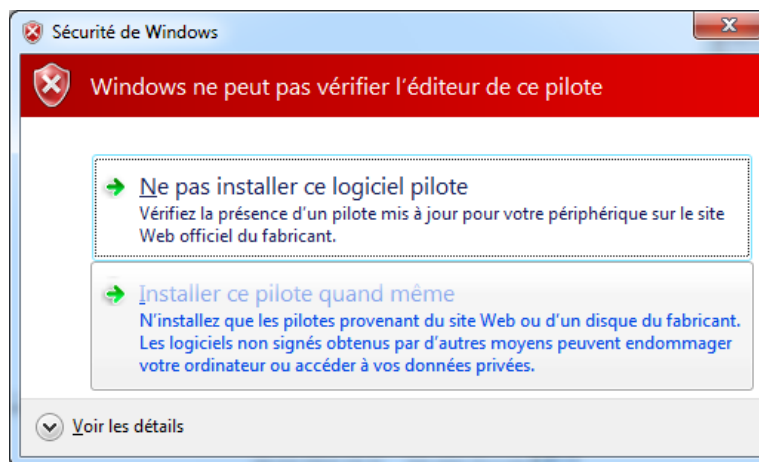 Sécurité de Windows
Windows ne peut pas vérifier l'éditeur de ce pilote
Ne pas installer ce logiciel pilote
Vérifiez la présence d'un pilote mis à jour pour votre périphérique sur le site
Web officiel du fabricant.
Installer ce pilote quand même
N'installez que les pilotes provenant du site Web ou d'un disque du fabricant.
Les logiciels non signés obtenus par d'autres moyens peuvent endommager
votre ordinateur ou accéder à vos données privées.
Voir les détails